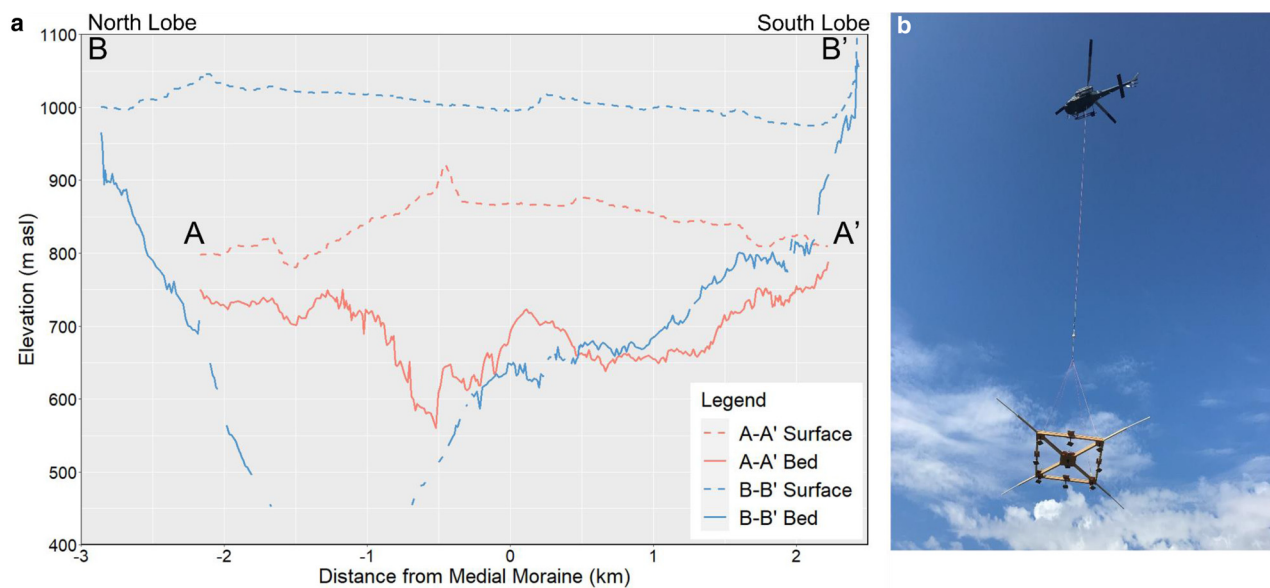 a
North Lobe
South Lobe
b
B
B'
A
A'
Elevation (m asl)
1100
1000
900
800
700
600
500
400
Legend
A-A' Surface
A-A' Bed
B-B' Surface
B-B' Bed
-3 -2 -1 0 1 2
Distance from Medial Moraine (km)